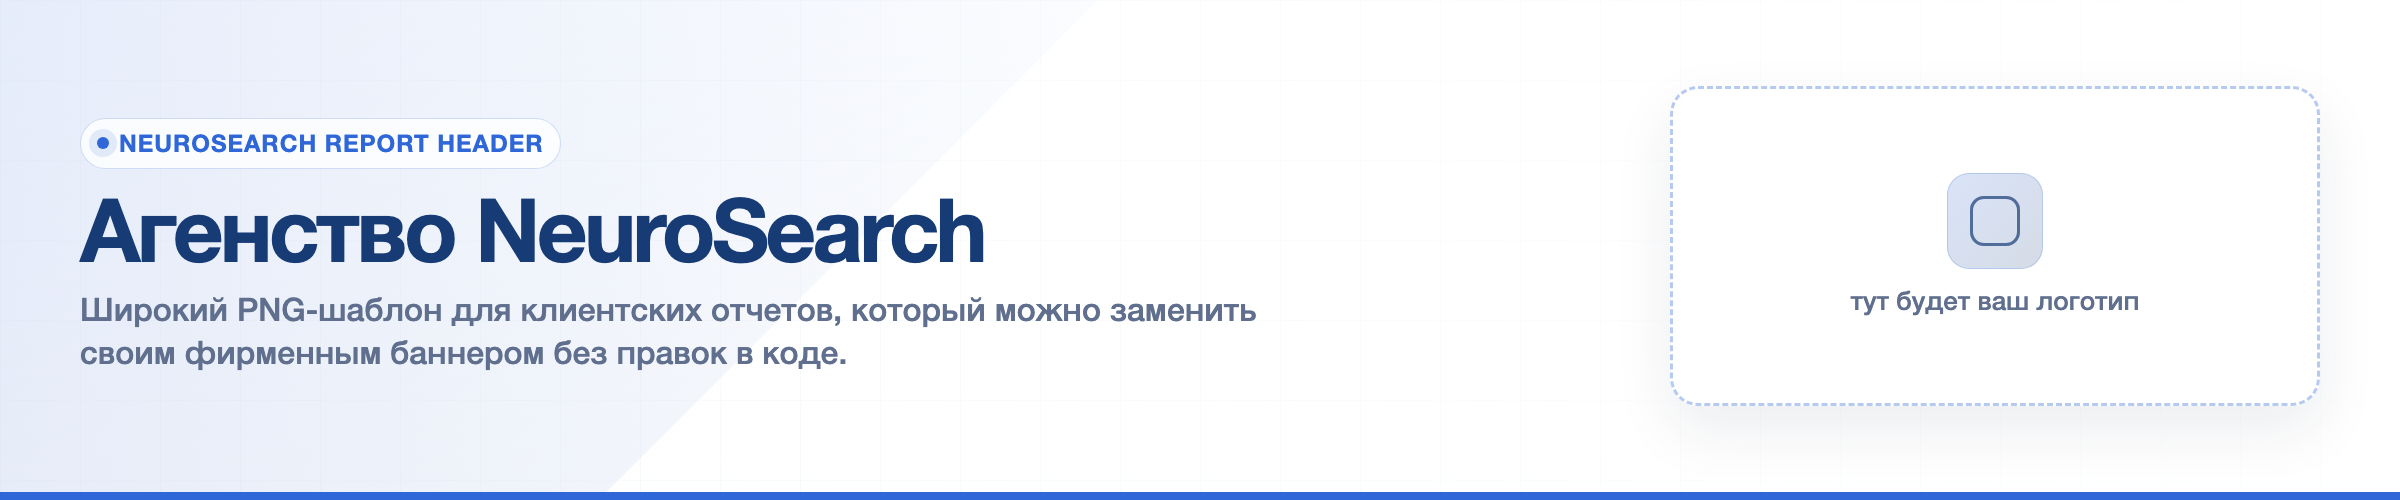 NEUROSEARCH REPORT HEADER
Агенство NeuroSearch
Широкий PNG-шаблон для клиентских отчетов, который можно заменить
своим фирменным баннером без правок в коде.
тут будет ваш логотип